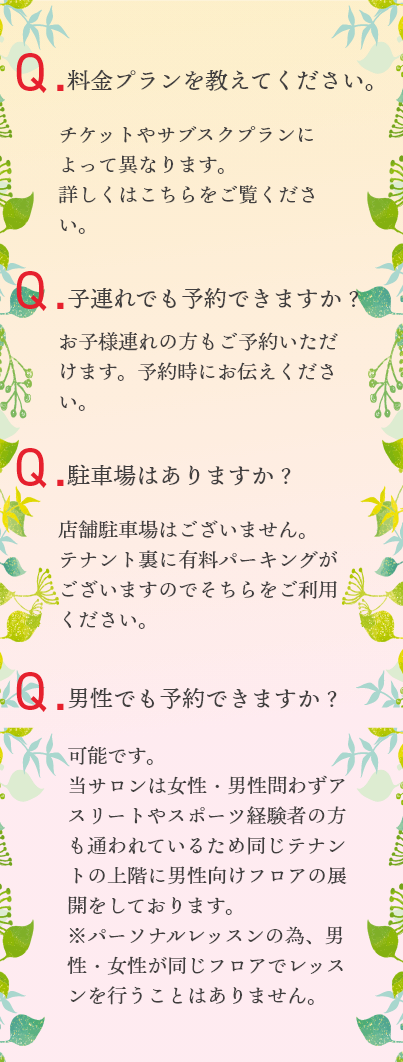 Q.料金プランを教えてください。
チケットやサブスクプランに
よって異なります。
詳しくはこちらをご覧くださ
い。
Q.子連れでも予約できますか？
お子様連れの方もご予約いただ
けます。予約時にお伝えくださ
い。
Q.駐車場はありますか？
店舗駐車場はございません。
テナント裏に有料パーキングが
ございますのでそちらをご利用
ください。
Q.男性でも予約できますか？
可能です。
当サロンは女性・男性問わずア
スリートやスポーツ経験者の方
も通われているため同じテナン
トの上階に男性向けフロアの展
開をしております。
※パーソナルレッスンの為、男
性・女性が同じフロアでレッス
ンを行うことはありません。